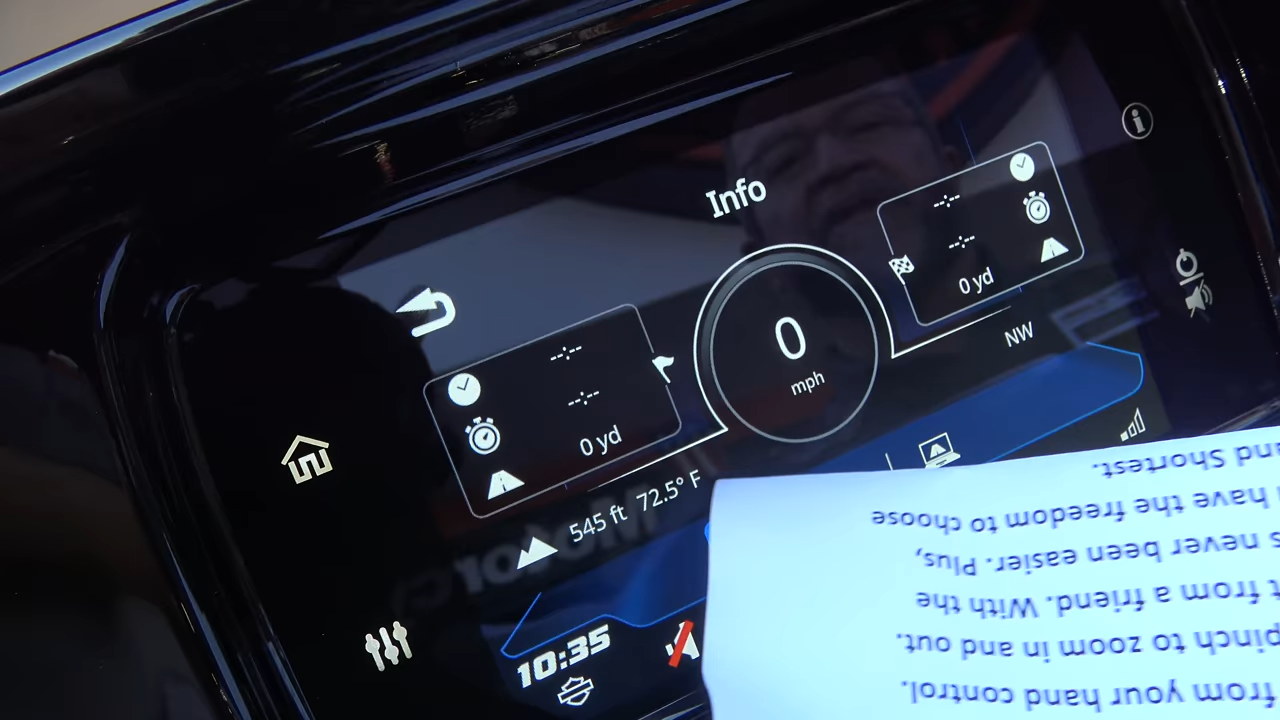 Info
--:--
--:--
0 yd
0
mph
--:--
--:--
0 yd
NW
545 ft 72.5° F
10:35
from your hand control.
pinch to zoom in and out.
t from a friend. With the
s never been easier. Plus,
have the freedom to choose
and Shortest.